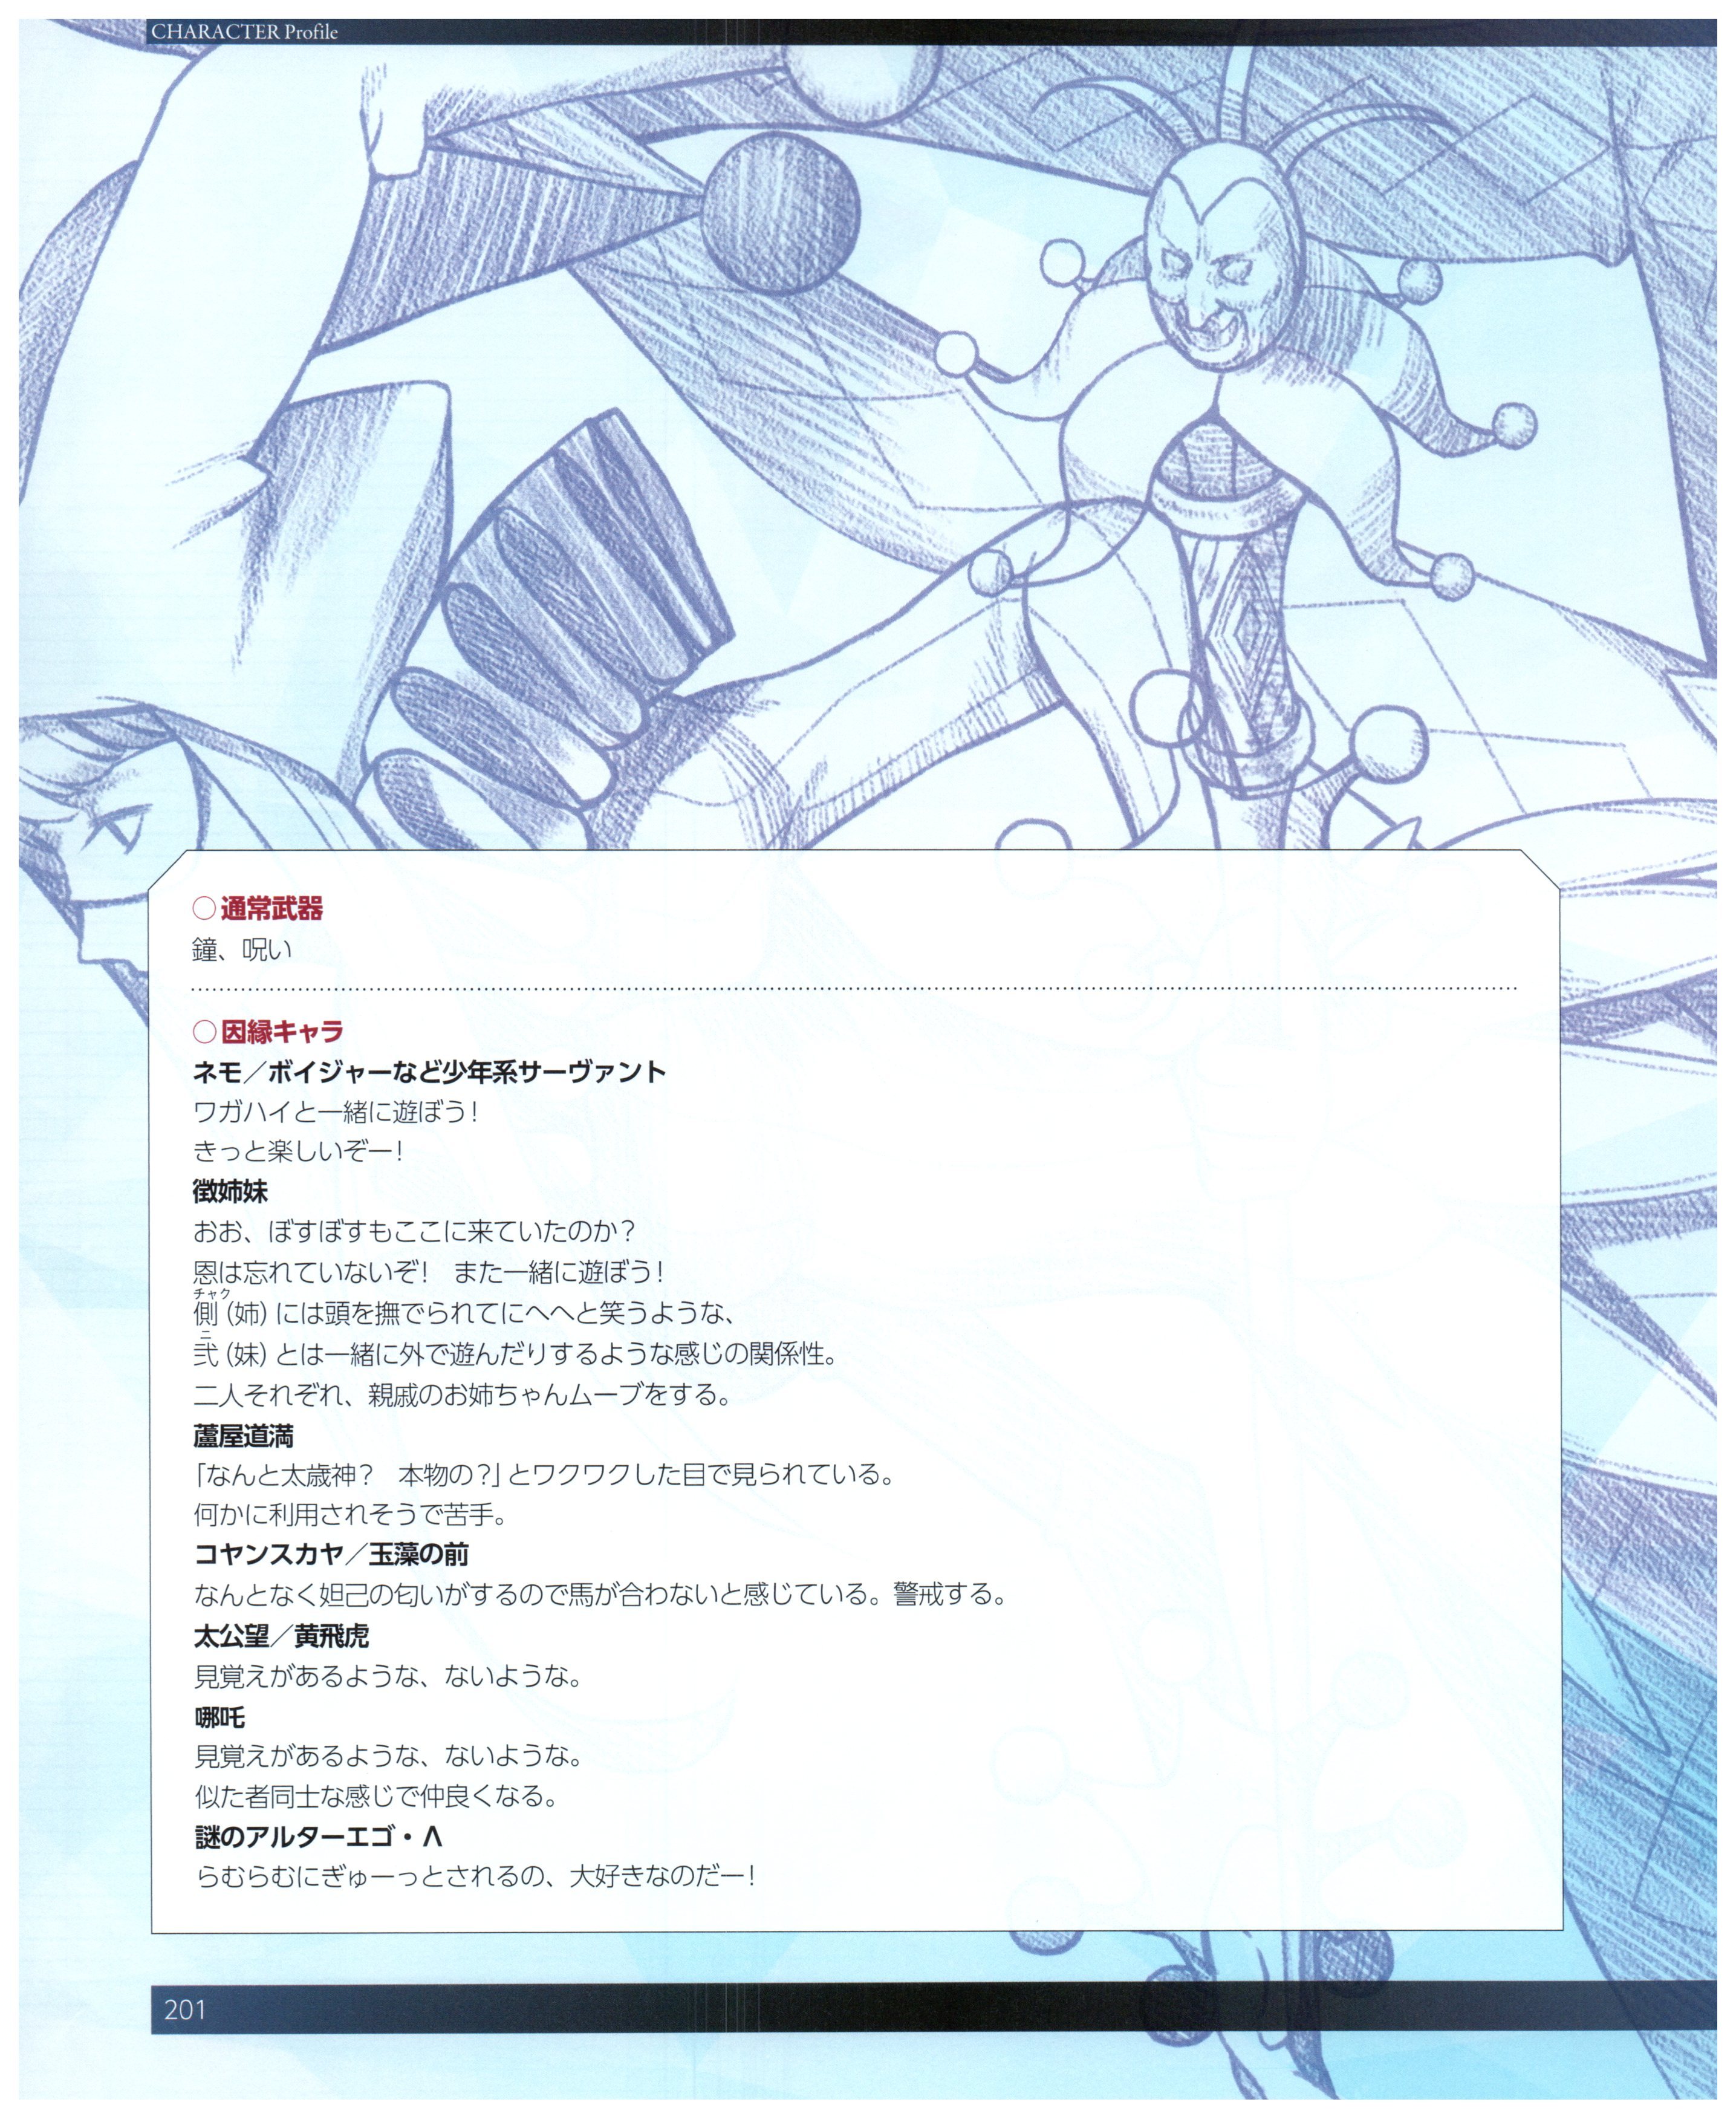 CHARACTER Profile
○通常武器
鐘、呪い
○因縁キャラ
ネモ／ボイジャーなど少年系サーヴァント
ワガハイと一緒に遊ぼう！
きっと楽しいぞー！
徴姉妹
おお、ぼすぼすもここに来ていたのか？
恩は忘れていないぞ！　また一緒に遊ぼう！
チャク
側（姉）には頭を撫でられてにへへと笑うような、
ニ
弐（妹）とは一緒に外で遊んだりするような感じの関係性。
二人それぞれ、親戚のお姉ちゃんムーブをする。
蘆屋道満
「なんと太歳神？　本物の？」とワクワクした目で見られている。
何かに利用されそうで苦手。
コヤンスカヤ／玉藻の前
なんとなく妲己の匂いがするので馬が合わないと感じている。警戒する。
太公望／黄飛虎
見覚えがあるような、ないような。
哪吒
見覚えがあるような、ないような。
似た者同士な感じで仲良くなる。
謎のアルターエゴ・Λ
らむらむにぎゅーっとされるの、大好きなのだー！
201